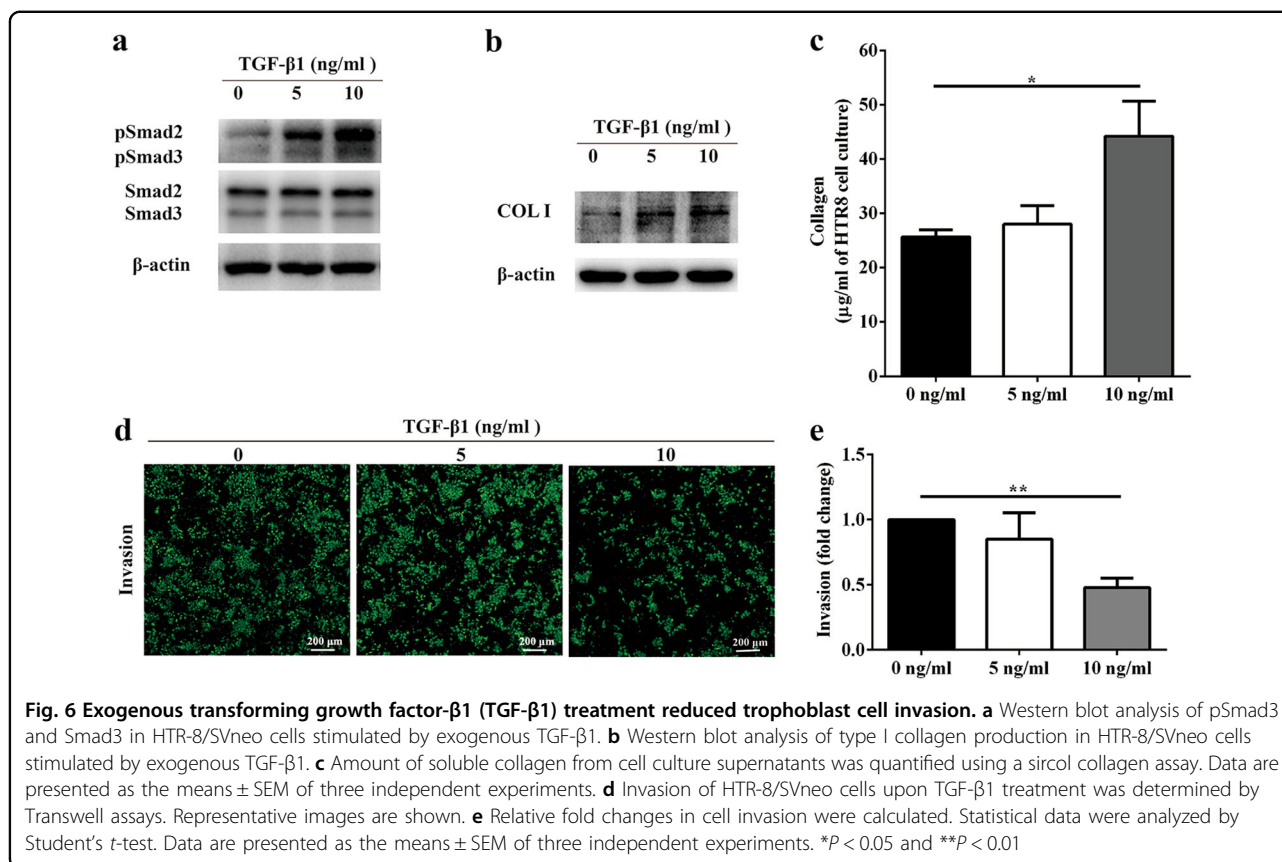 a
TGF-β1 (ng/ml )
0 5 10
pSmad2
pSmad3
Smad2
Smad3
β-actin
b
TGF-β1 (ng/ml )
0 5 10
COL I
β-actin
c
Collagen
(μg/ml of HTR8 cell culture)
60
50
40
30
20
10
0
*
0 ng/ml 5 ng/ml 10 ng/ml
d
TGF-β1 (ng/ml )
0 5 10
Invasion
200 μm 200 μm 200 μm
e
Invasion (fold change)
1.5
1.0
0.5
0.0
**
0 ng/ml 5 ng/ml 10 ng/ml
Fig. 6 Exogenous transforming growth factor-β1 (TGF-β1) treatment reduced trophoblast cell invasion. a Western blot analysis of pSmad3
and Smad3 in HTR-8/SVneo cells stimulated by exogenous TGF-β1. b Western blot analysis of type I collagen production in HTR-8/SVneo cells
stimulated by exogenous TGF-β1. c Amount of soluble collagen from cell culture supernatants was quantified using a sircol collagen assay. Data are
presented as the means ± SEM of three independent experiments. d Invasion of HTR-8/SVneo cells upon TGF-β1 treatment was determined by
Transwell assays. Representative images are shown. e Relative fold changes in cell invasion were calculated. Statistical data were analyzed by
Student's t-test. Data are presented as the means ± SEM of three independent experiments. *P < 0.05 and **P < 0.01